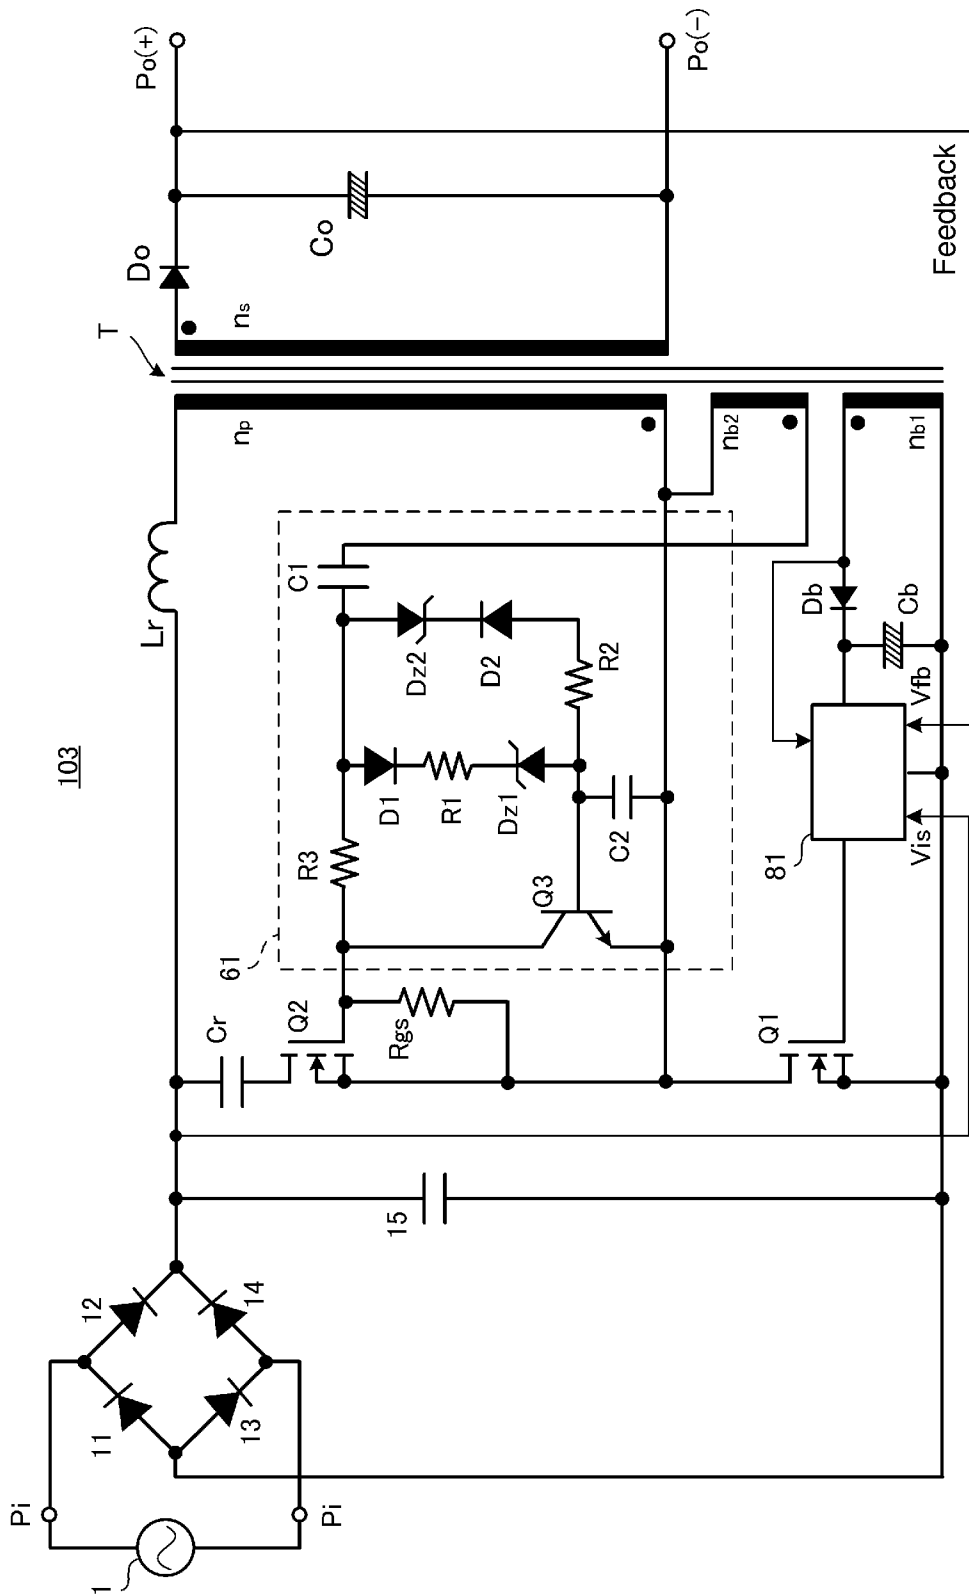 103
1
Pi
Pi
11
12
13
14
15
Cr
Lr
Q2
Rgs
61
R3
C1
D1
R1
Dz1
Dz2
D2
R2
Q3
C2
np
T
ns
Do
Co
Po(+)
Po(-)
nb2
nb1
Q1
81
Vis
Vfb
Db
Cb
Feedback